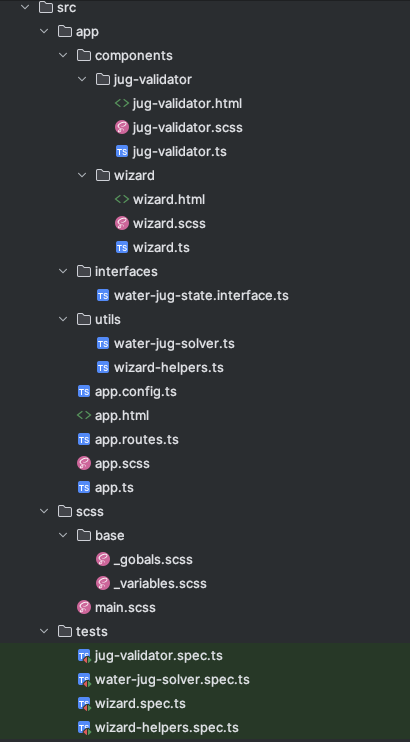 src
app
components
jug-validator
<> jug-validator.html
jug-validator.scss
TS jug-validator.ts
wizard
<> wizard.html
wizard.scss
TS wizard.ts
interfaces
TS water-jug-state.interface.ts
utils
TS water-jug-solver.ts
TS wizard-helpers.ts
TS app.config.ts
<> app.html
TS app.routes.ts
app.scss
TS app.ts
scss
base
_gobals.scss
_variables.scss
main.scss
tests
TS jug-validator.spec.ts
TS water-jug-solver.spec.ts
TS wizard.spec.ts
TS wizard-helpers.spec.ts